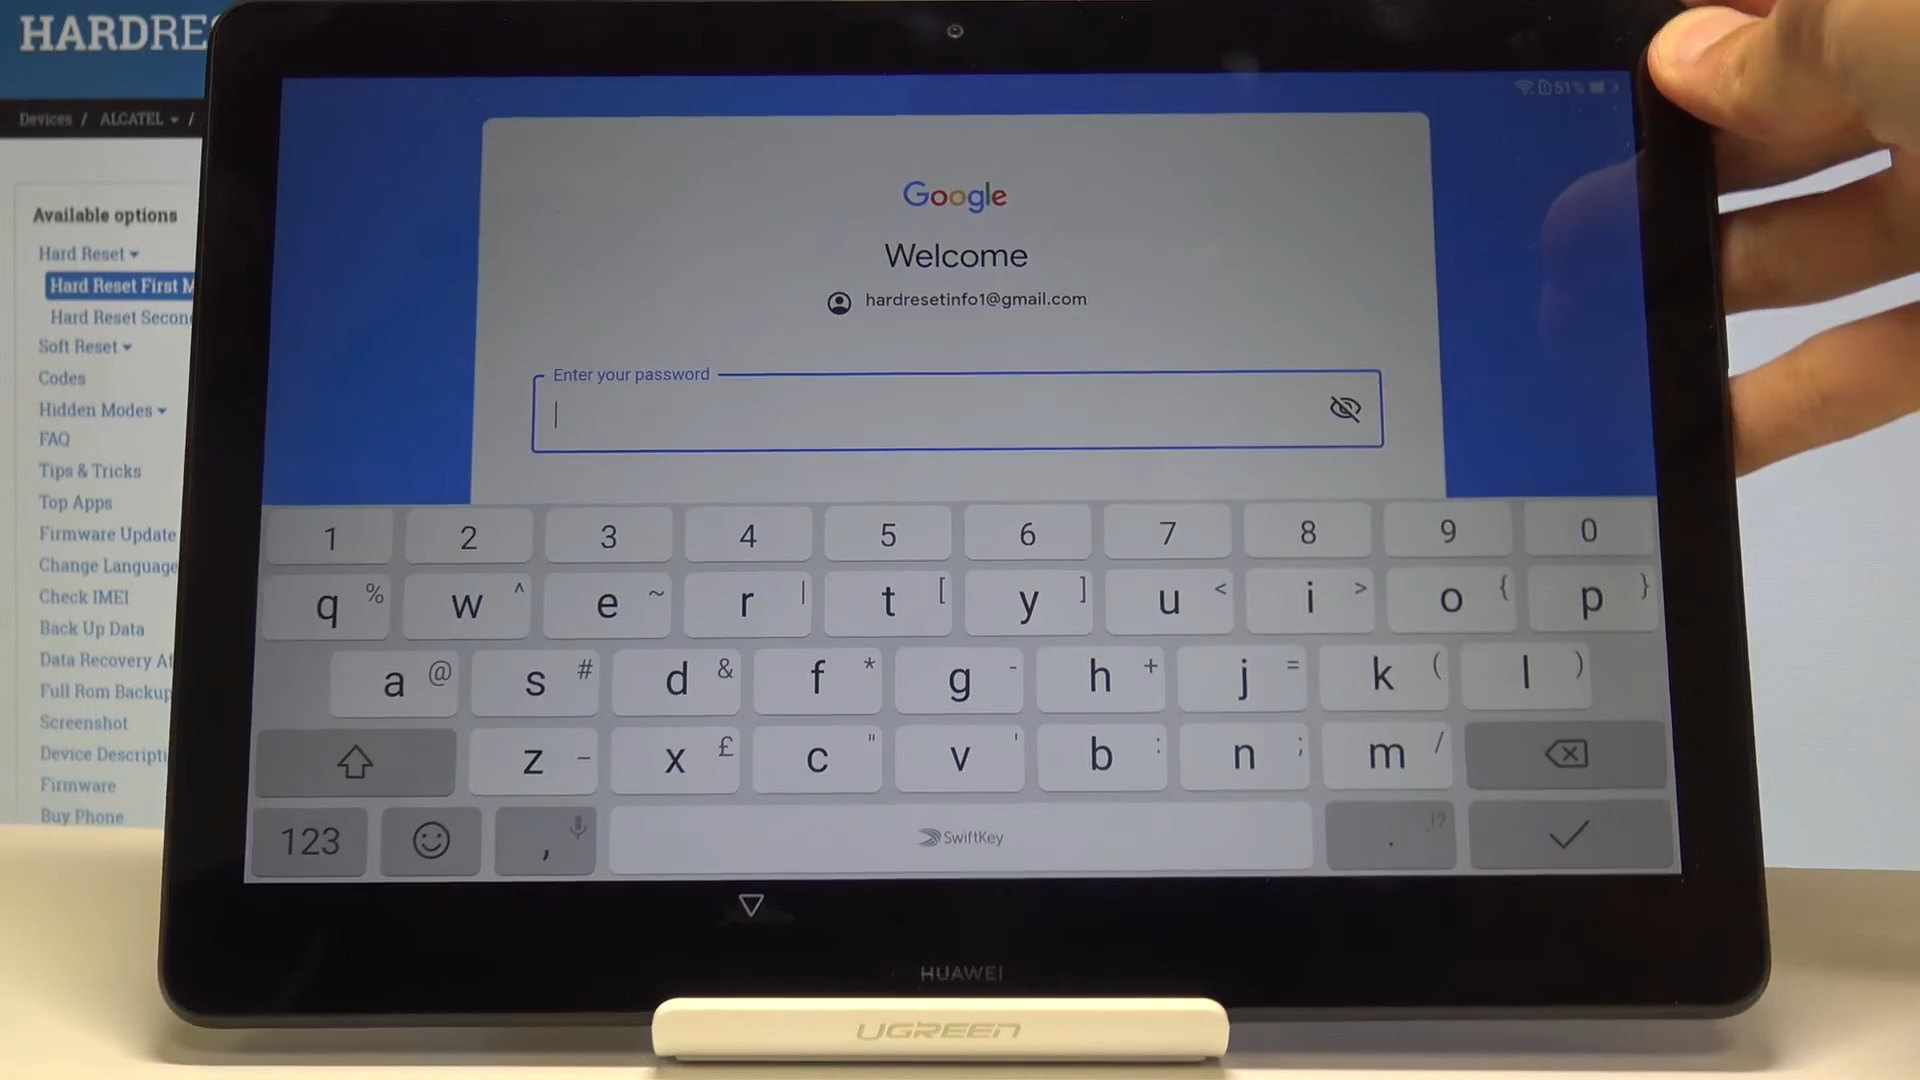 HARDRE
Devices / ALCATEL /
Available options
Hard Reset
Hard Reset First M
Hard Reset Secon
Soft Reset
Codes
Hidden Modes
FAQ
Tips & Tricks
Top Apps
Firmware Update
Change Language
Check IMEI
Back Up Data
Data Recovery Af
Full Rom Backup
Screenshot
Device Descripti
Firmware
Buy Phone
51%
Google
Welcome
hardresetinfo1@gmail.com
Enter your password
1 2 3 4 5 6 7 8 9 0
q % w ^ e ~ r | t [ y ] u < i > o { p }
a @ s # d & f * g - h + j = k ( l )
z _ x £ c " v ' b : n ; m /
123 , SwiftKey . !?
HUAWEI
UGREEN